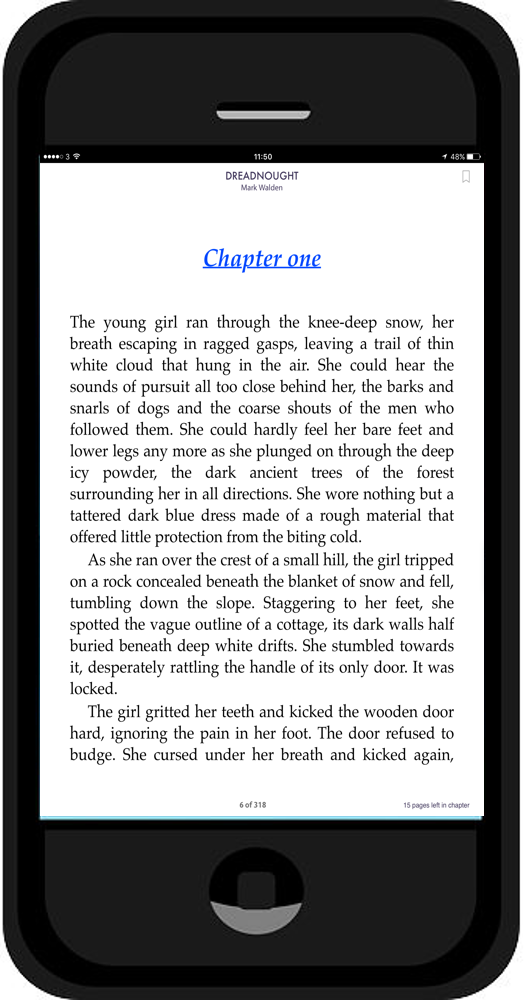 3 11:50 48%
DREADNOUGHT
Mark Walden
Chapter one
The young girl ran through the knee-deep snow, her
breath escaping in ragged gasps, leaving a trail of thin
white cloud that hung in the air. She could hear the
sounds of pursuit all too close behind her, the barks and
snarls of dogs and the coarse shouts of the men who
followed them. She could hardly feel her bare feet and
lower legs any more as she plunged on through the deep
icy powder, the dark ancient trees of the forest
surrounding her in all directions. She wore nothing but a
tattered dark blue dress made of a rough material that
offered little protection from the biting cold.
As she ran over the crest of a small hill, the girl tripped
on a rock concealed beneath the blanket of snow and fell,
tumbling down the slope. Staggering to her feet, she
spotted the vague outline of a cottage, its dark walls half
buried beneath deep white drifts. She stumbled towards
it, desperately rattling the handle of its only door. It was
locked.
The girl gritted her teeth and kicked the wooden door
hard, ignoring the pain in her foot. The door refused to
budge. She cursed under her breath and kicked again,
6 of 318 15 pages left in chapter